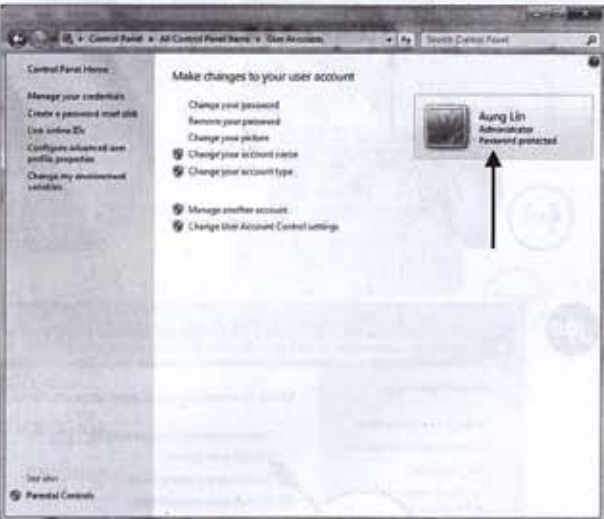 Control Panel ▸ All Control Panel Items ▸ User Accounts
Search Control Panel
Control Panel Home
Manage your credentials
Create a password reset disk
Link online IDs
Configure advanced user
profile properties
Change my environment
variables
Make changes to your user account
Change your password
Remove your password
Change your picture
Change your account name
Change your account type
Manage another account
Change User Account Control settings
Aung Lin
Administrator
Password protected
See also
Parental Controls